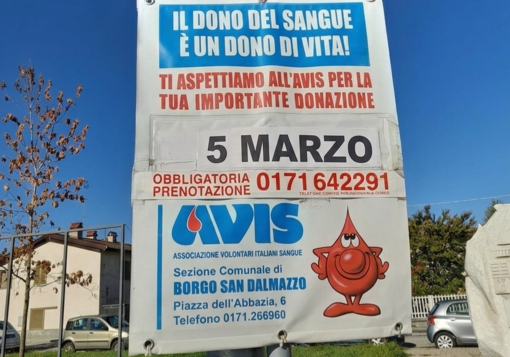 IL DONO DEL SANGUE
È UN DONO DI VITA!
TI ASPETTIAMO ALL'AVIS PER LA
TUA IMPORTANTE DONAZIONE
5 MARZO
OBBLIGATORIA
PRENOTAZIONE 0171 642291
AVIS
ASSOCIAZIONE VOLONTARI ITALIANI SANGUE
Sezione Comunale di
BORGO SAN DALMAZZO
Piazza dell'Abbazia, 6
Telefono 0171.266960